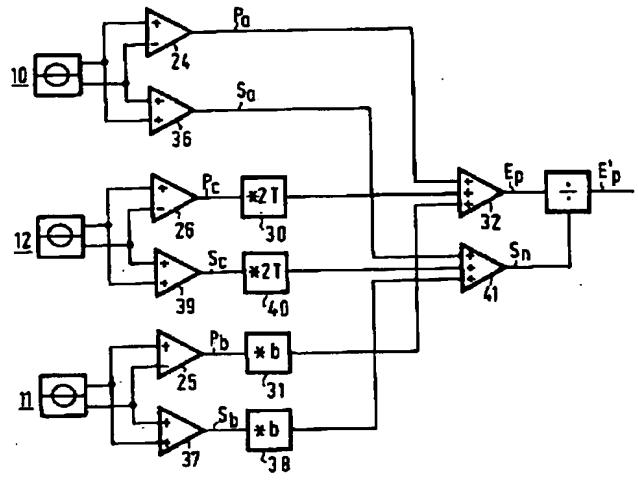 Pa
+
−
24
10
Sa
+
+
36
Pc
+
−
26
*2T
30
Ep
E'p
+
+
+
32
÷
12
Sc
+
+
39
*2T
40
Sn
+
+
+
41
Pb
+
−
25
*b
31
11
Sb
+
+
37
*b
38